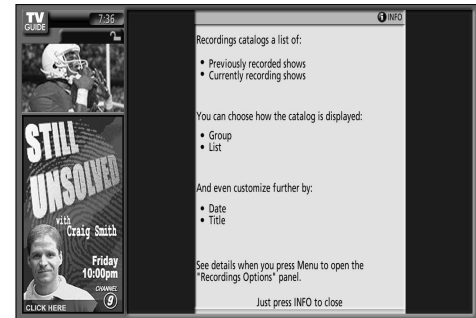 TV
GUIDE
7:36
STILL
UNSOLVED
with
Craig Smith
Friday
10:00pm
CHANNEL
9
CLICK HERE
i INFO
Recordings catalogs a list of:
• Previously recorded shows
• Currently recording shows
You can choose how the catalog is displayed:
• Group
• List
And even customize further by:
• Date
• Title
See details when you press Menu to open the
"Recordings Options" panel.
Just press INFO to close